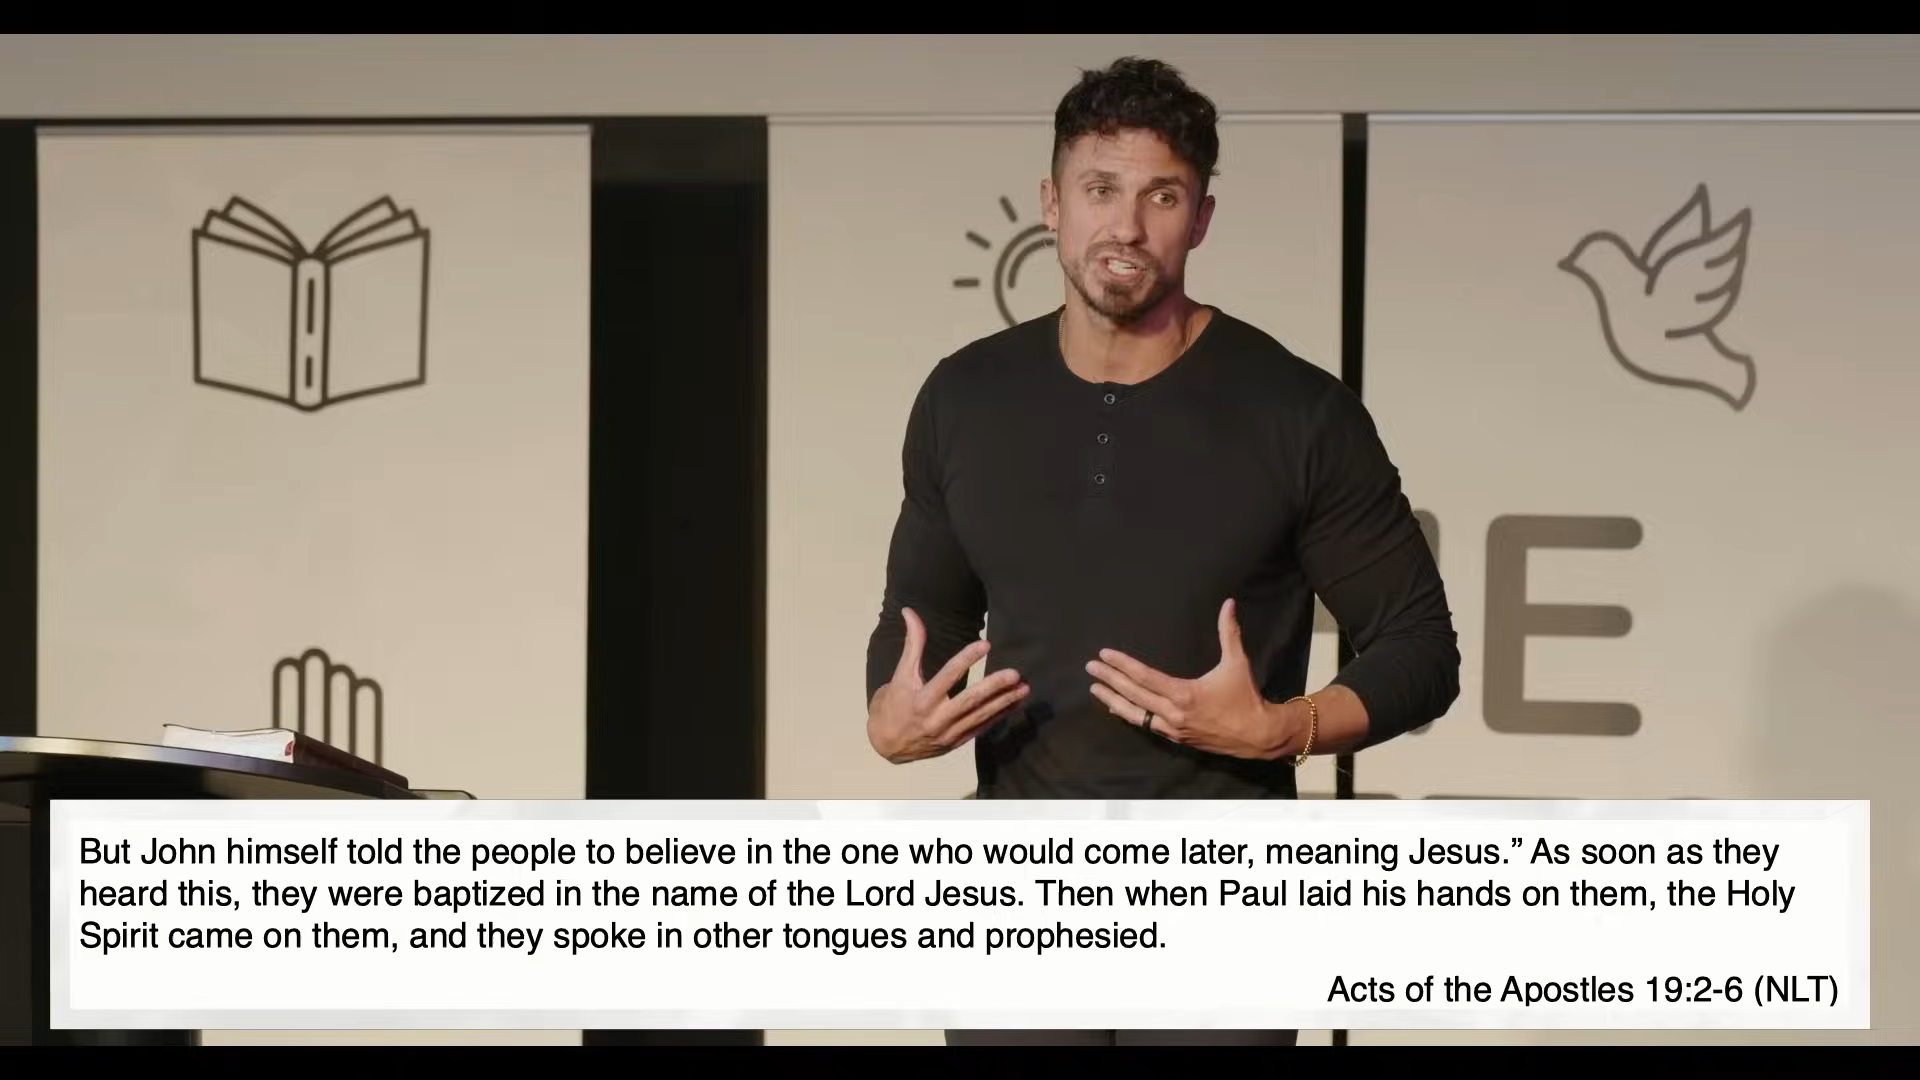 HE
But John himself told the people to believe in the one who would come later, meaning Jesus.” As soon as they
heard this, they were baptized in the name of the Lord Jesus. Then when Paul laid his hands on them, the Holy
Spirit came on them, and they spoke in other tongues and prophesied.
Acts of the Apostles 19:2-6 (NLT)